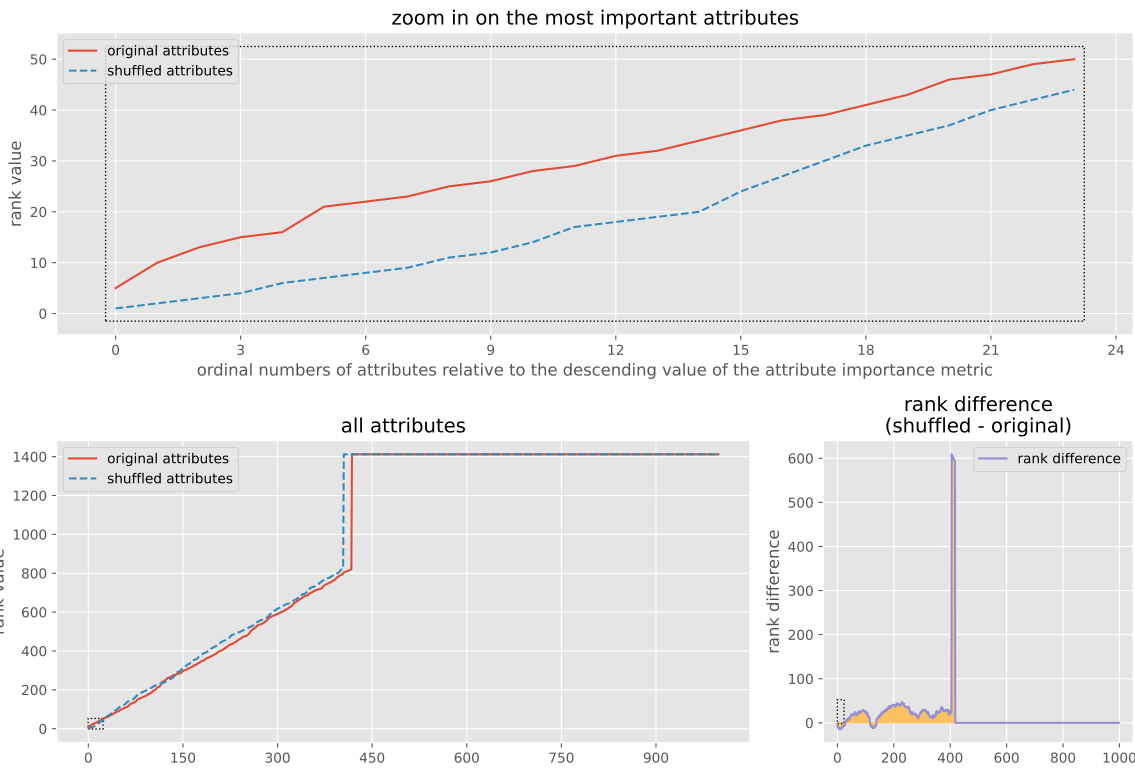 zoom in on the most important attributes
original attributes
shuffled attributes
rank value
50
40
30
20
10
0
0 3 6 9 12 15 18 21 24
ordinal numbers of attributes relative to the descending value of the attribute importance metric
all attributes
original attributes
shuffled attributes
rank value
1400
1200
1000
800
600
400
200
0
0 150 300 450 600 750 900
rank difference
(shuffled - original)
rank difference
rank difference
600
500
400
300
200
100
0
0 200 400 600 800 1000